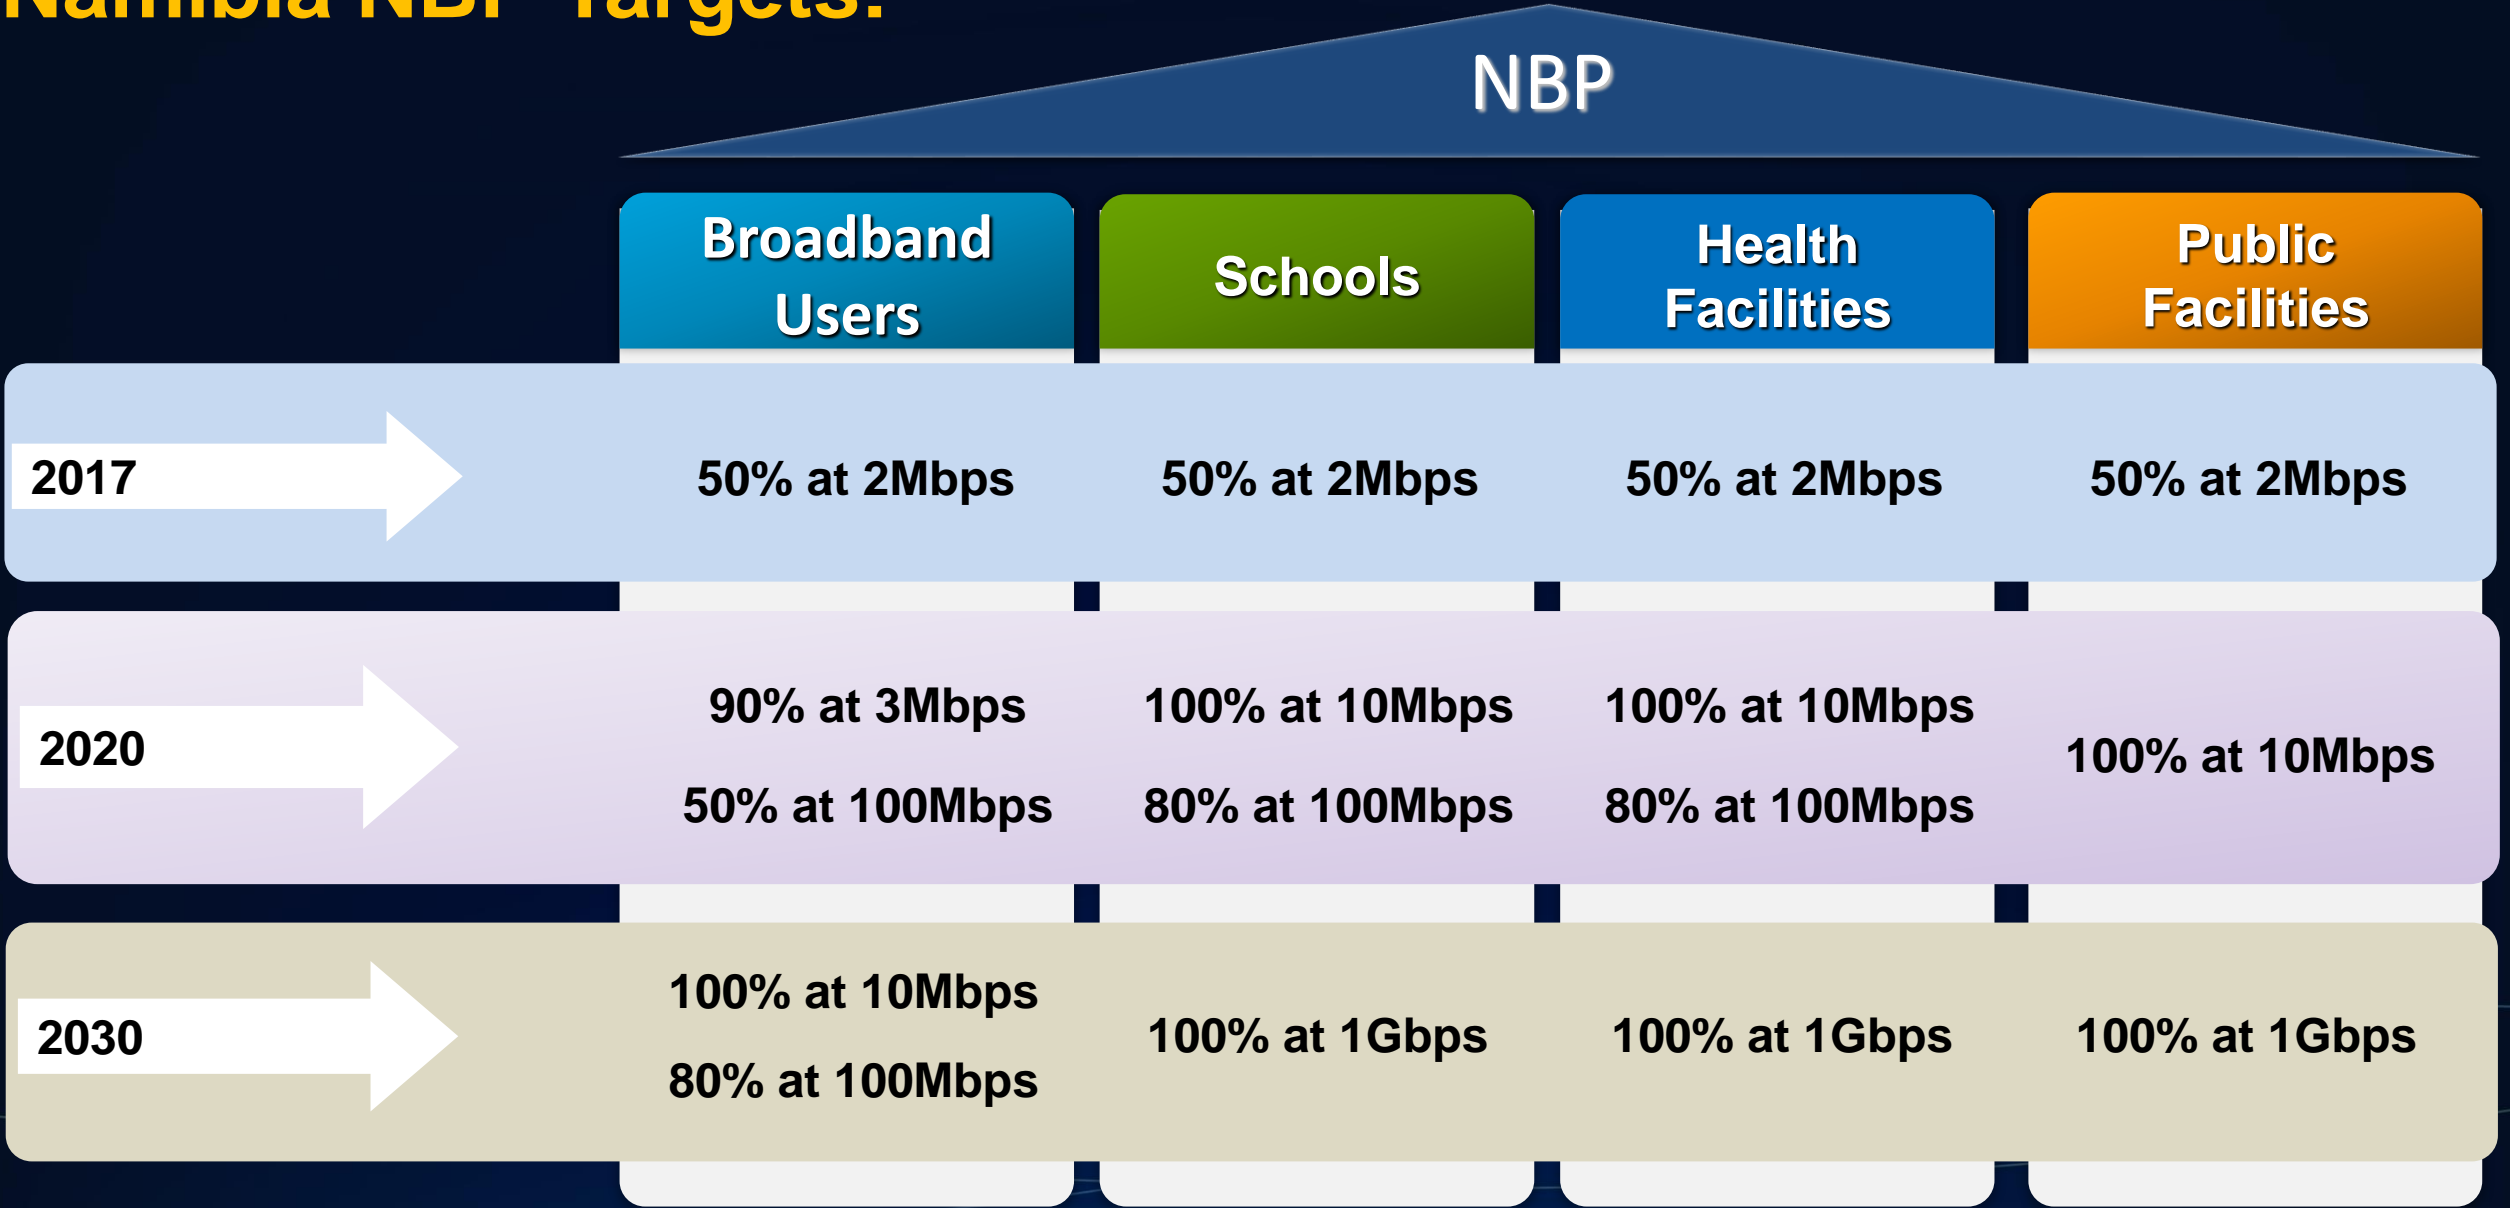 Namibia NBP Targets:
NBP
Broadband
Users
Schools
Health
Facilities
Public
Facilities
2017
50% at 2Mbps
50% at 2Mbps
50% at 2Mbps
50% at 2Mbps
2020
90% at 3Mbps
50% at 100Mbps
100% at 10Mbps
80% at 100Mbps
100% at 10Mbps
80% at 100Mbps
100% at 10Mbps
2030
100% at 10Mbps
80% at 100Mbps
100% at 1Gbps
100% at 1Gbps
100% at 1Gbps